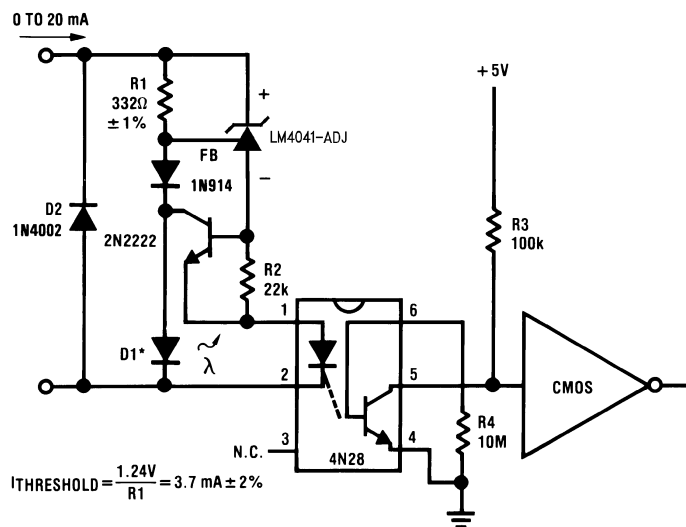 0 TO 20 mA
R1
332Ω
±1%
+
LM4041-ADJ
FB
−
1N914
+5V
D2
1N4002
2N2222
R2
22k
R3
100k
1
6
D1*
λ
2
5
CMOS
R4
10M
N.C.
3
4
4N28
ITHRESHOLD = 1.24V / R1 = 3.7 mA ± 2%